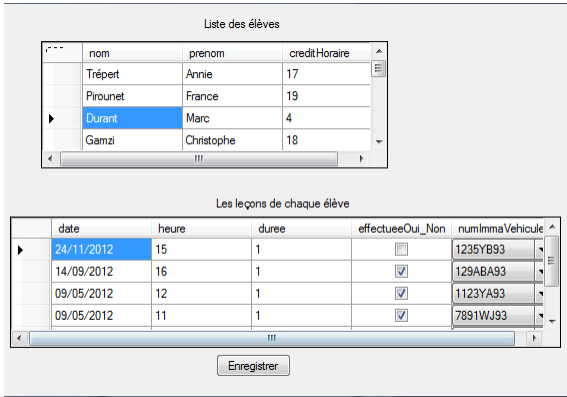 Liste des élèves
nom prenom creditHoraire
Trépert Annie 17
Pirounet France 19
Durant Marc 4
Gamzi Christophe 18
Les leçons de chaque élève
date heure duree effectueeOui_Non numImmaVehicule
24/11/2012 15 1 1235YB93
14/09/2012 16 1 129ABA93
09/05/2012 12 1 1123YA93
09/05/2012 11 1 7891WJ93
Enregistrer